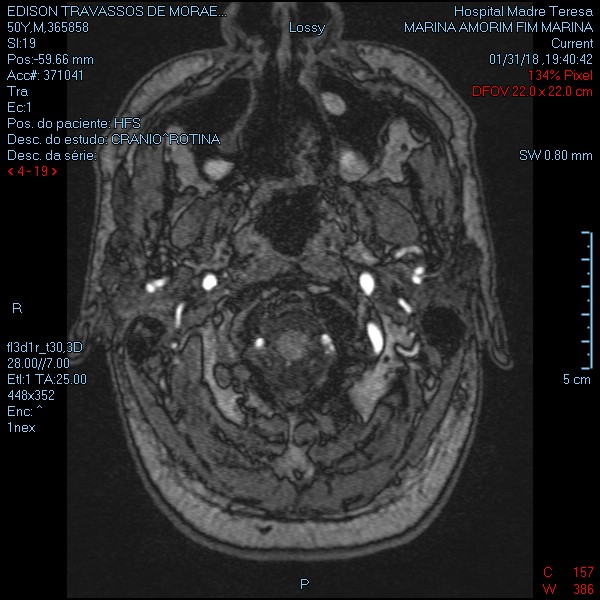 EDISON TRAVASSOS DE MORAE...
50Y,M,365858
Sl:19
Pos:-59.66 mm
Acc#: 371041
Tra
Ec:1
Pos. do paciente: HFS
Desc. do estudo: CRANIO^ROTINA
Desc. da série:
< 4 - 19 >
Lossy
Hospital Madre Teresa
MARINA AMORIM FIM MARINA
Current
01/31/18 ,19:40:42
134% Pixel
DFOV 22.0 x 22.0 cm
SW 0.80 mm
R
fl3d1r_t30,3D
28.00//7.00
Etl:1 TA:25.00
448x352
Enc: ^
1nex
5 cm
P
C 157
W 386